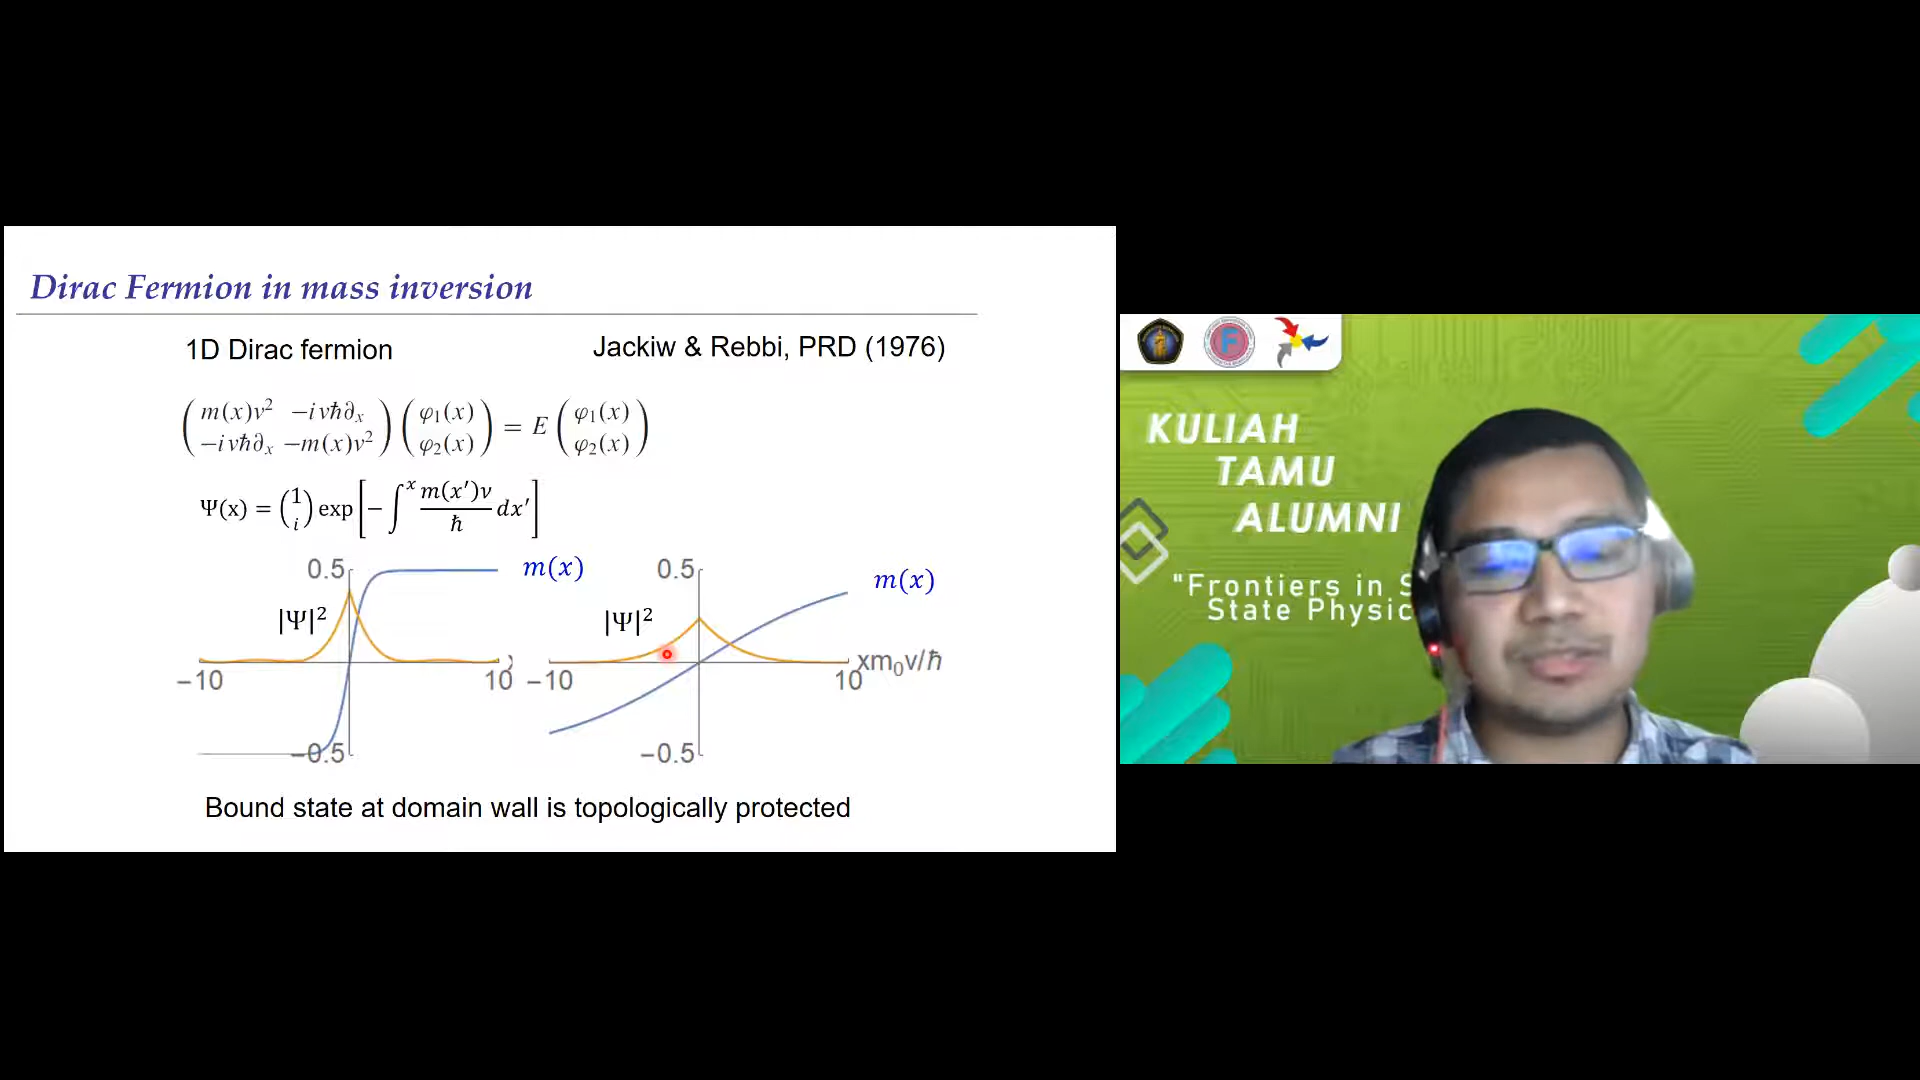 Dirac Fermion in mass inversion
1D Dirac fermion
Jackiw & Rebbi, PRD (1976)
( m(x)v² −ivħ∂ₓ ) ( φ₁(x) ) = E ( φ₁(x) )
( −ivħ∂ₓ −m(x)v² ) ( φ₂(x) ) ( φ₂(x) )
Ψ(x) = (1 i) exp [− ∫ˣ m(x′)v/ħ dx′]
0.5
m(x)
|Ψ|²
−10
10
−0.5
0.5
m(x)
|Ψ|²
−10
10
xm₀v/ħ
−0.5
Bound state at domain wall is topologically protected
KULIAH
TAMU
ALUMNI
"Frontiers in S
State Physic
F